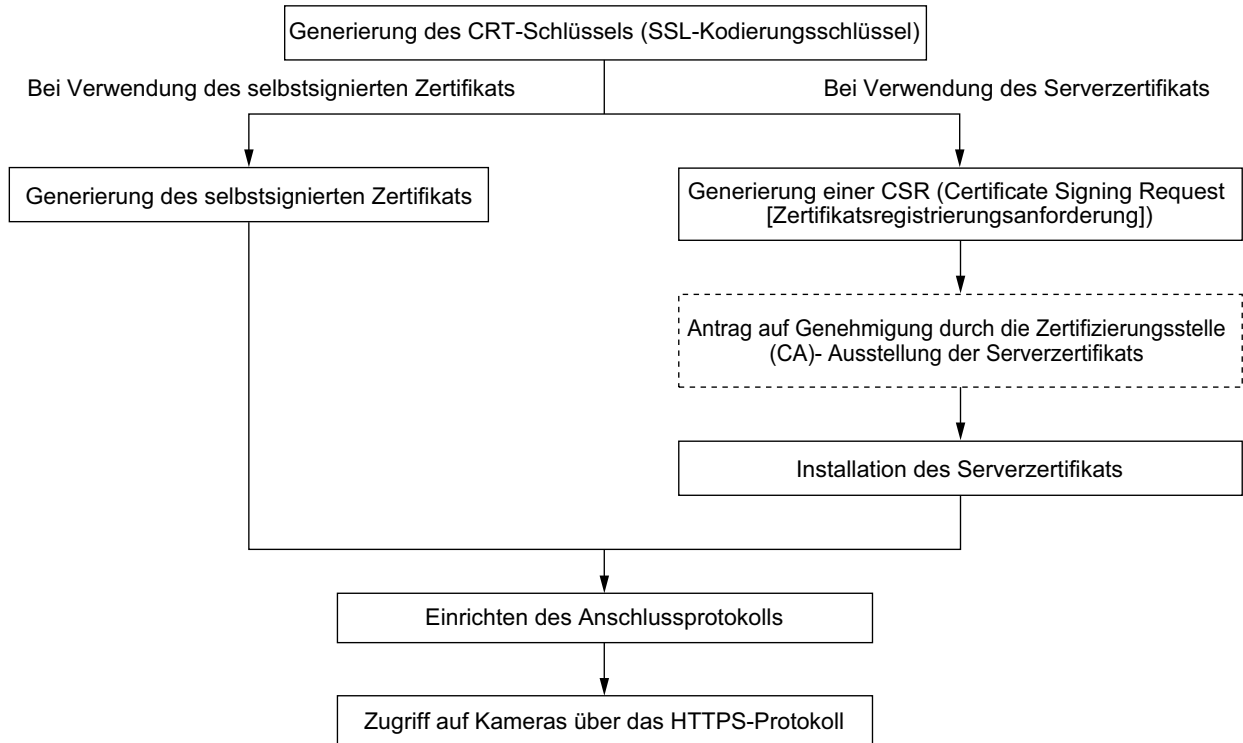 Generierung des CRT-Schlüssels (SSL-Kodierungsschlüssel)
Bei Verwendung des selbstsignierten Zertifikats
Bei Verwendung des Serverzertifikats
Generierung des selbstsignierten Zertifikats
Generierung einer CSR (Certificate Signing Request
[Zertifikatsregistrierungsanforderung])
Antrag auf Genehmigung durch die Zertifizierungsstelle
(CA)- Ausstellung der Serverzertifikats
Installation des Serverzertifikats
Einrichten des Anschlussprotokolls
Zugriff auf Kameras über das HTTPS-Protokoll